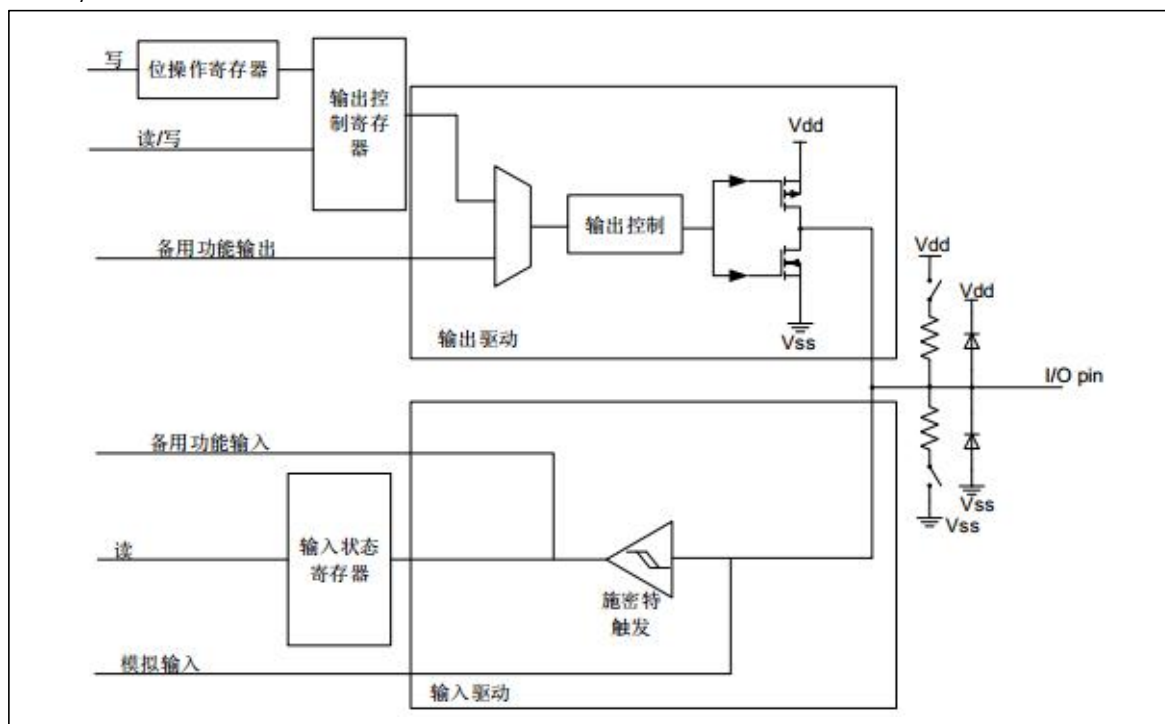 写
位操作寄存器
输出控
制寄存
器
读/写
Vdd
备用功能输出
输出控制
Vdd
Vdd
Vss
输出驱动
I/O pin
备用功能输入
Vss
Vss
读
输入状态
寄存器
施密特
触发
模拟输入
输入驱动